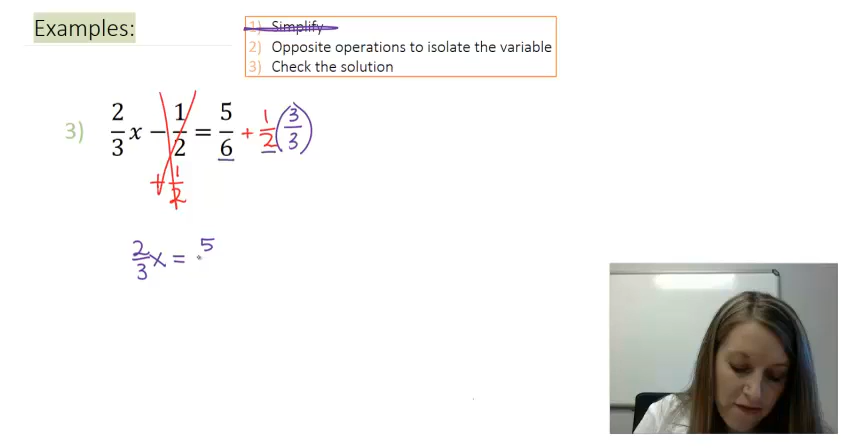 Examples:
1) Simplify
2) Opposite operations to isolate the variable
3) Check the solution
3) 2/3 x − 1/2 = 5/6 + 1/2 (3/3)
+ 1/2
2/3 x = 5